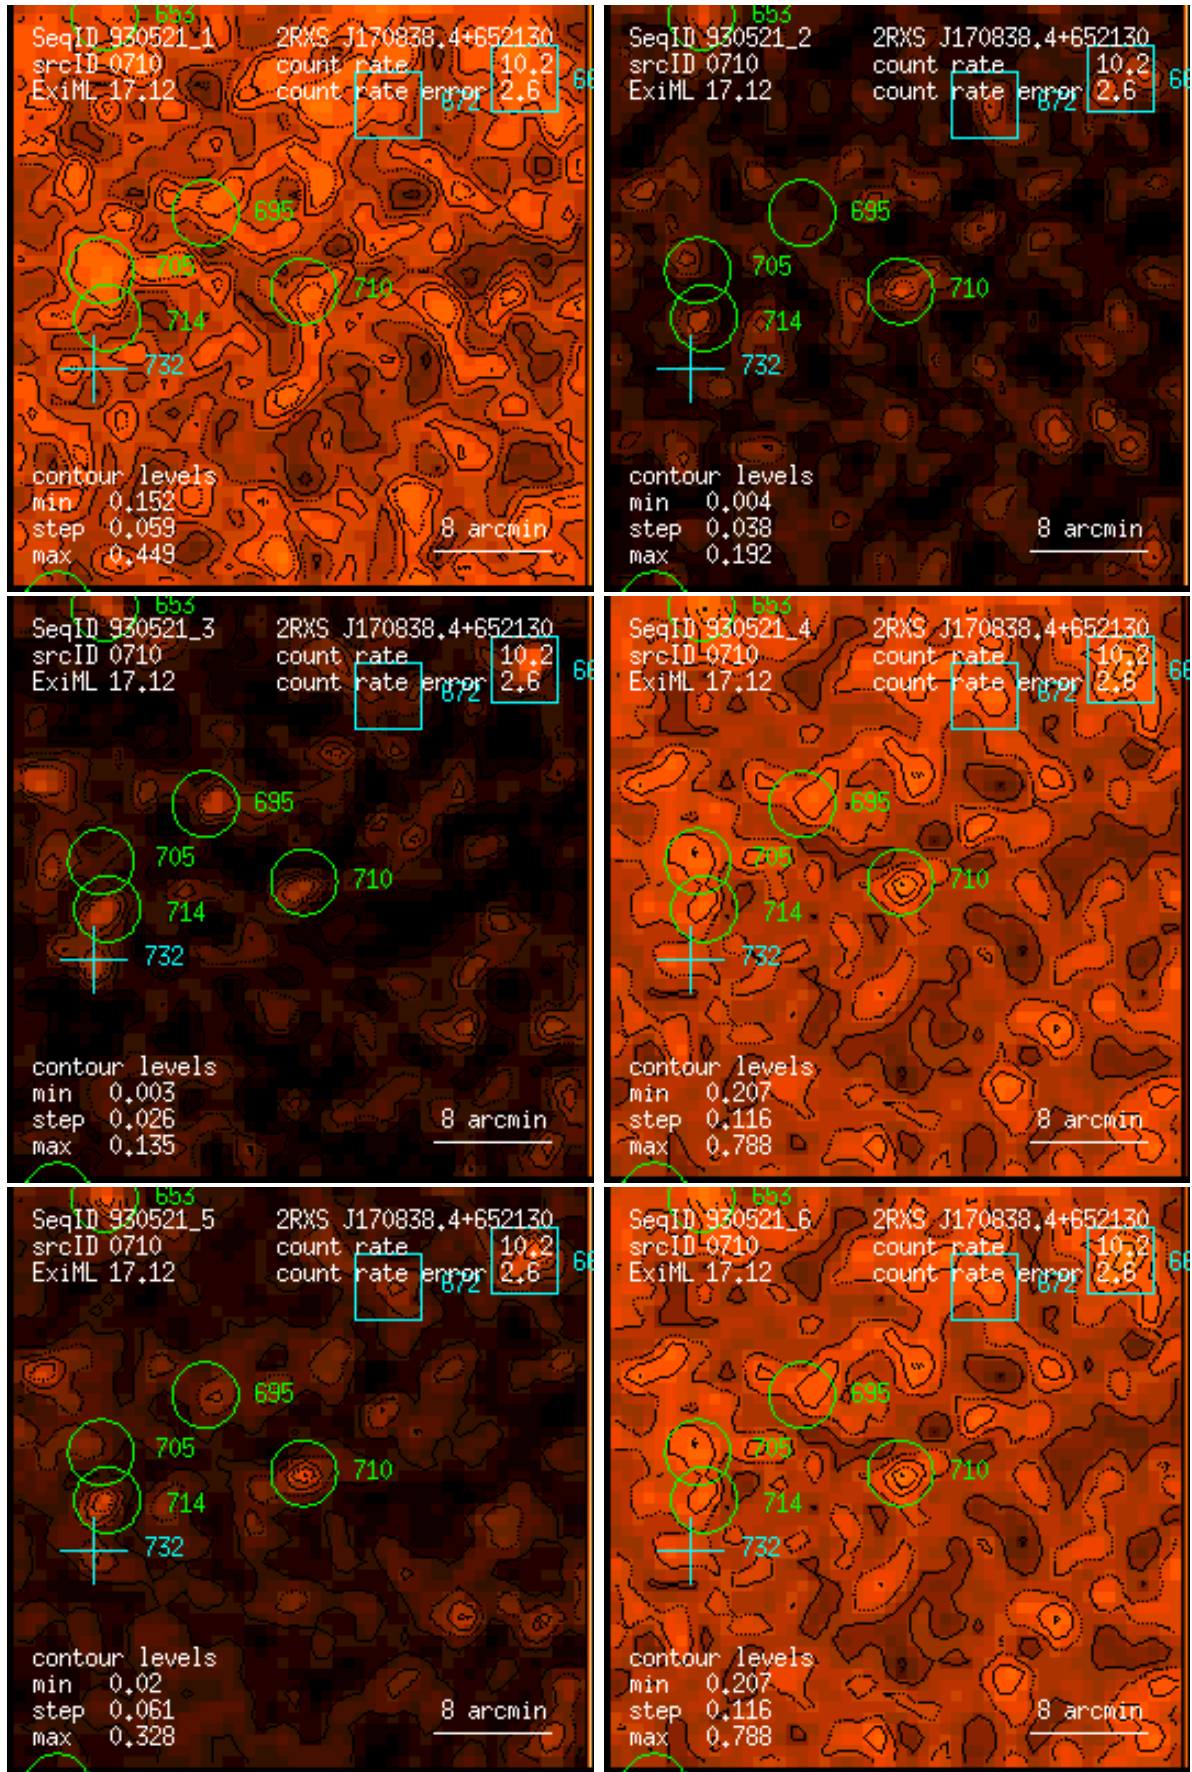 653
SeqID 930521_1 2RXS J170838.4+652130
srcID 0710 count rate 10.2 66
ExiML 17.12 count rate error 2.6
672
695
705
710
714
732
contour levels
min 0.152
step 0.059
max 0.449
8 arcmin
653
SeqID 930521_2 2RXS J170838.4+652130
srcID 0710 count rate 10.2 66
ExiML 17.12 count rate error 2.6
672
695
705
710
714
732
contour levels
min 0.004
step 0.038
max 0.192
8 arcmin
653
SeqID 930521_3 2RXS J170838.4+652130
srcID 0710 count rate 10.2 66
ExiML 17.12 count rate error 2.6
672
695
705
710
714
732
contour levels
min 0.003
step 0.026
max 0.135
8 arcmin
653
SeqID 930521_4 2RXS J170838.4+652130
srcID 0710 count rate 10.2 66
ExiML 17.12 count rate error 2.6
672
695
705
710
714
732
contour levels
min 0.207
step 0.116
max 0.788
8 arcmin
653
SeqID 930521_5 2RXS J170838.4+652130
srcID 0710 count rate 10.2 66
ExiML 17.12 count rate error 2.6
672
695
705
710
714
732
contour levels
min 0.02
step 0.061
max 0.328
8 arcmin
653
SeqID 930521_6 2RXS J170838.4+652130
srcID 0710 count rate 10.2 66
ExiML 17.12 count rate error 2.6
672
695
705
710
714
732
contour levels
min 0.207
step 0.116
max 0.788
8 arcmin